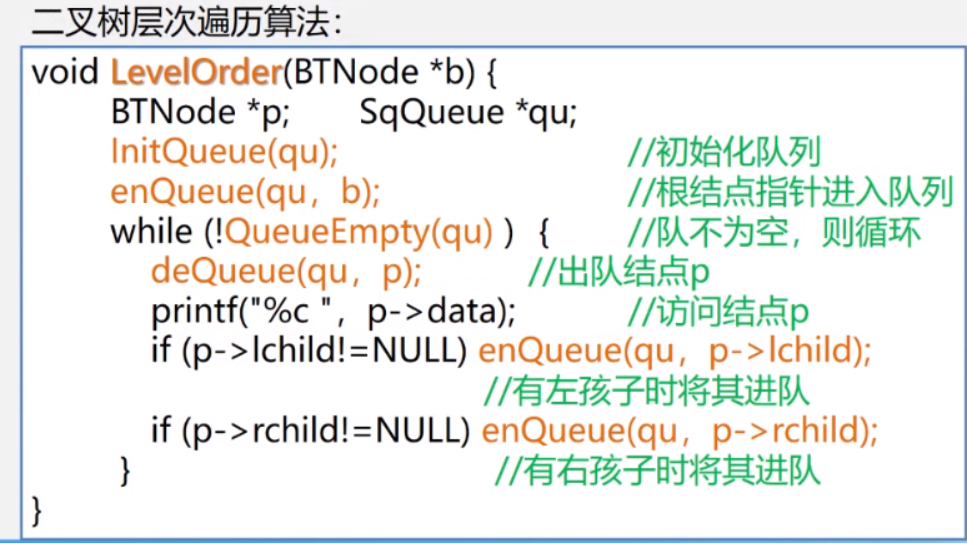 二叉树层次遍历算法：
void LevelOrder(BTNode *b) {
BTNode *p; SqQueue *qu;
InitQueue(qu); //初始化队列
enQueue(qu，b); //根结点指针进入队列
while (!QueueEmpty(qu) ) { //队不为空，则循环
deQueue(qu，p); //出队结点p
printf("%c "，p->data); //访问结点p
if (p->lchild!=NULL) enQueue(qu，p->lchild);
//有左孩子时将其进队
if (p->rchild!=NULL) enQueue(qu，p->rchild);
} //有右孩子时将其进队
}